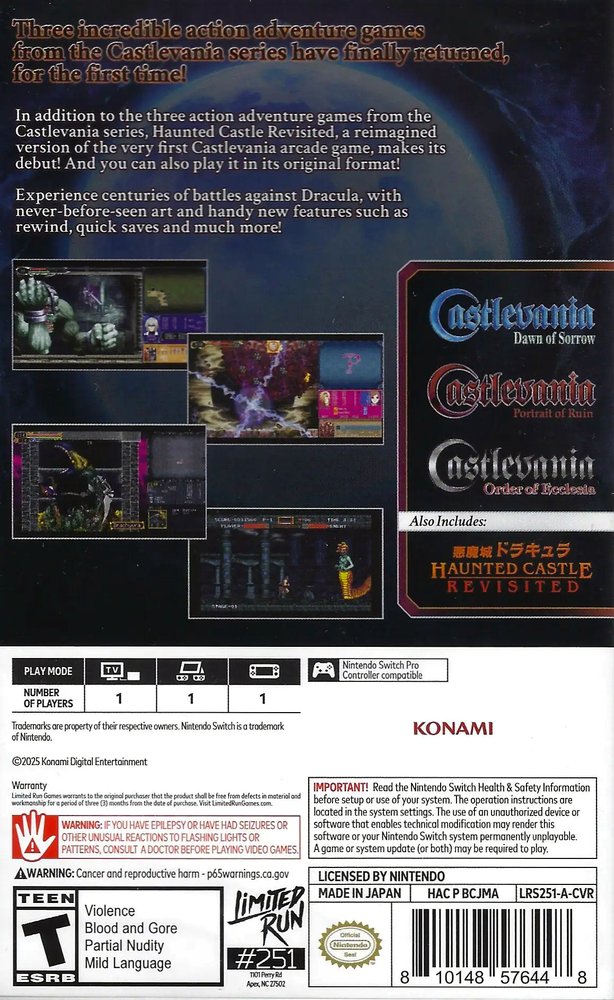 Three incredible action adventure games
from the Castlevania series have finally returned,
for the first time!
In addition to the three action adventure games from the
Castlevania series, Haunted Castle Revisited, a reimagined
version of the very first Castlevania arcade game, makes its
debut! And you can also play it in its original format!
Experience centuries of battles against Dracula, with
never-before-seen art and handy new features such as
rewind, quick saves and much more!
Castlevania
Dawn of Sorrow
Castlevania
Portrait of Ruin
Castlevania
Order of Ecclesia
Also Includes:
悪魔城ドラキュラ
HAUNTED CASTLE
REVISITED
PLAYER
ENEMY
STAGE-03
PLAY MODE
TV
NUMBER
OF PLAYERS
1
1
1
Nintendo Switch Pro
Controller compatible
Trademarks are property of their respective owners. Nintendo Switch is a trademark
of Nintendo.
©2025 Konami Digital Entertainment
KONAMI
Warranty
Limited Run Games warrants to the original purchaser that the product shall be free from defects in material and
workmanship for a period of three (3) months from the date of purchase. Visit LimitedRunGames.com.
WARNING: IF YOU HAVE EPILEPSY OR HAVE HAD SEIZURES OR
OTHER UNUSUAL REACTIONS TO FLASHING LIGHTS OR
PATTERNS, CONSULT A DOCTOR BEFORE PLAYING VIDEO GAMES.
WARNING: Cancer and reproductive harm - p65warnings.ca.gov
IMPORTANT! Read the Nintendo Switch Health & Safety Information
before setup or use of your system. The operation instructions are
located in the system settings. The use of an unauthorized device or
software that enables technical modification may render this
software or your Nintendo Switch system permanently unplayable.
A game or system update (or both) may be required to play.
TEEN
T
ESRB
Violence
Blood and Gore
Partial Nudity
Mild Language
LIMITED
RUN
#251
1101 Perry Rd
Apex, NC 27502
LICENSED BY NINTENDO
MADE IN JAPAN
HAC P BCJMA
LRS251-A-CVR
Official
Nintendo
Seal
8 10148 57644 8